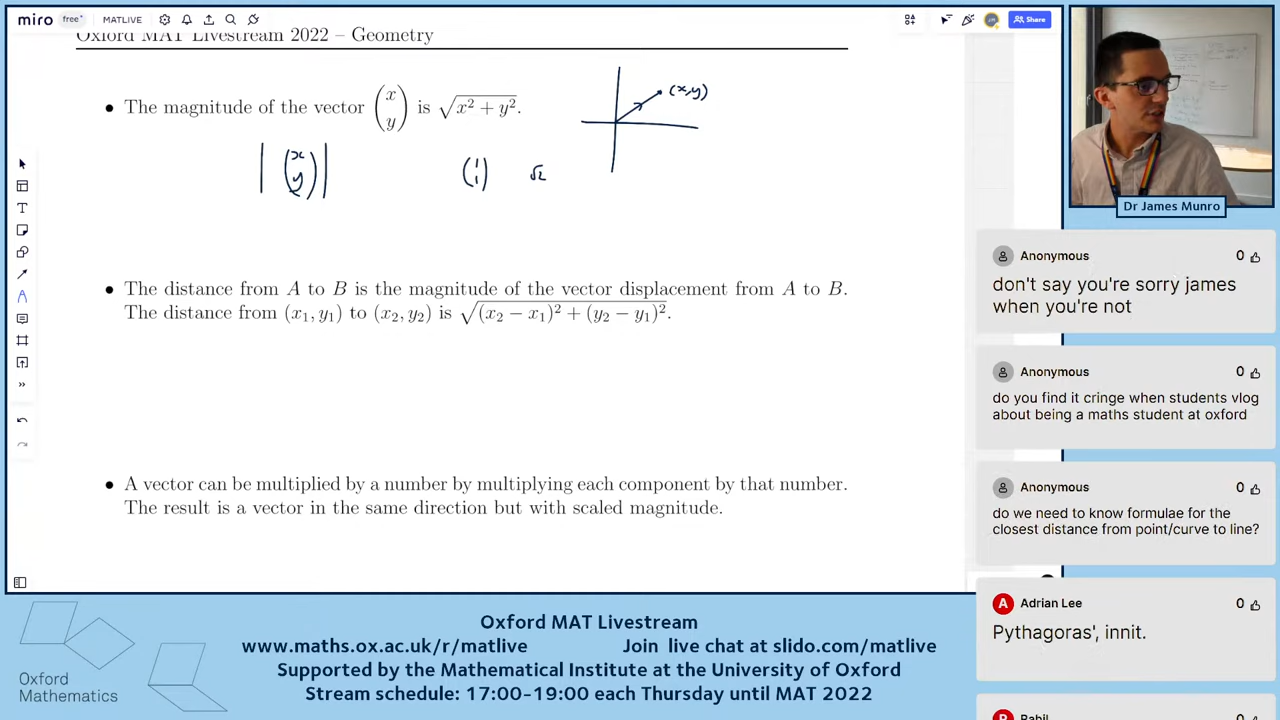 miro free MATLIVE Share
Oxford MAT Livestream 2022 – Geometry
• The magnitude of the vector (x y) is √x² + y².
(x,y)
|(x y)| (1 1) √2
• The distance from A to B is the magnitude of the vector displacement from A to B.
The distance from (x₁, y₁) to (x₂, y₂) is √(x₂ − x₁)² + (y₂ − y₁)².
• A vector can be multiplied by a number by multiplying each component by that number.
The result is a vector in the same direction but with scaled magnitude.
Dr James Munro
Anonymous 0
don't say you're sorry james
when you're not
Anonymous 0
do you find it cringe when students vlog
about being a maths student at oxford
Anonymous 0
do we need to know formulae for the
closest distance from point/curve to line?
A Adrian Lee 0
Pythagoras', innit.
Oxford MAT Livestream
www.maths.ox.ac.uk/r/matlive Join live chat at slido.com/matlive
Supported by the Mathematical Institute at the University of Oxford
Stream schedule: 17:00-19:00 each Thursday until MAT 2022
Oxford
Mathematics